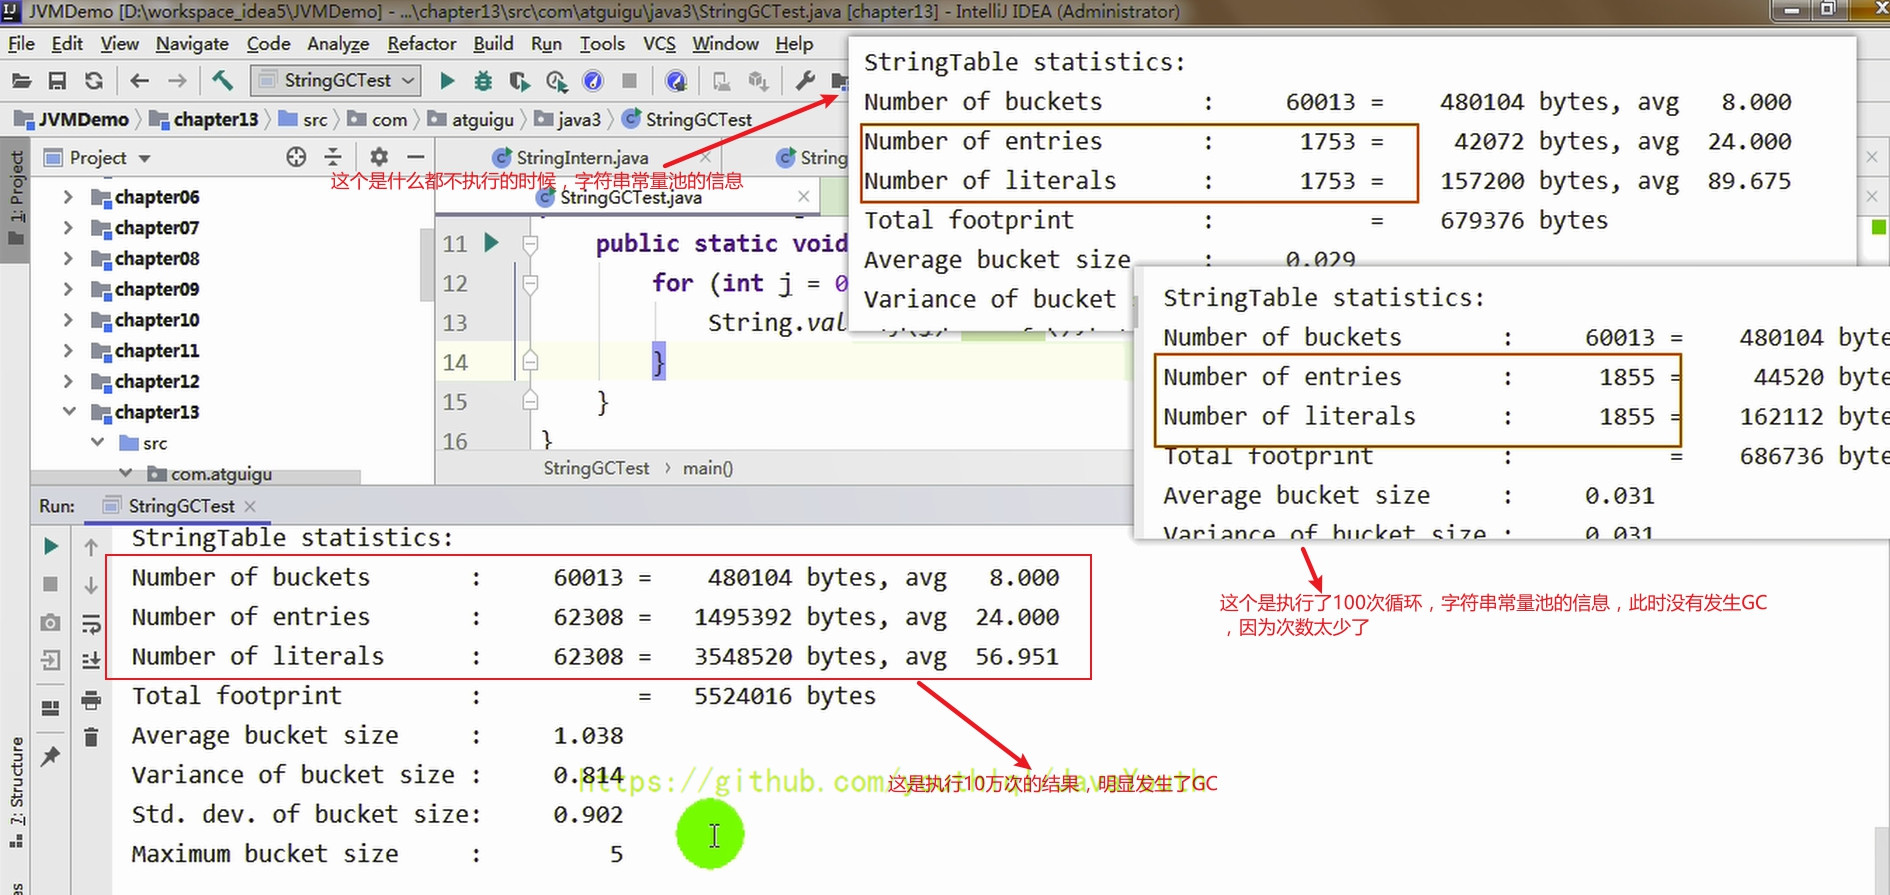 JVMDemo [D:\workspace_idea5\JVMDemo] - ...\chapter13\src\com\atguigu\java3\StringGCTest.java [chapter13] - IntelliJ IDEA (Administrator)
File Edit View Navigate Code Analyze Refactor Build Run Tools VCS Window Help
StringGCTest
JVMDemo chapter13 src com atguigu java3 StringGCTest
1: Project
Project
StringIntern.java
String
StringGCTest.java
这个是什么都不执行的时候，字符串常量池的信息
chapter06
chapter07
chapter08
chapter09
chapter10
chapter11
chapter12
chapter13
src
com.atguigu
11 public static void
12 for (int j = 0
13 String.val
14 }
15 }
16 }
StringGCTest › main()
StringTable statistics:
Number of buckets : 60013 = 480104 bytes, avg 8.000
Number of entries : 1753 = 42072 bytes, avg 24.000
Number of literals : 1753 = 157200 bytes, avg 89.675
Total footprint : = 679376 bytes
Average bucket size : 0.029
Variance of bucket
StringTable statistics:
Number of buckets : 60013 = 480104 byte
Number of entries : 1855 = 44520 byte
Number of literals : 1855 = 162112 byte
Total footprint : = 686736 byte
Average bucket size : 0.031
Variance of bucket size : 0.031
这个是执行了100次循环，字符串常量池的信息，此时没有发生GC
，因为次数太少了
Run: StringGCTest
StringTable statistics:
Number of buckets : 60013 = 480104 bytes, avg 8.000
Number of entries : 62308 = 1495392 bytes, avg 24.000
Number of literals : 62308 = 3548520 bytes, avg 56.951
Total footprint : = 5524016 bytes
Average bucket size : 1.038
Variance of bucket size : 0.814
Std. dev. of bucket size: 0.902
Maximum bucket size : 5
这是执行10万次的结果，明显发生了GC
7: Structure